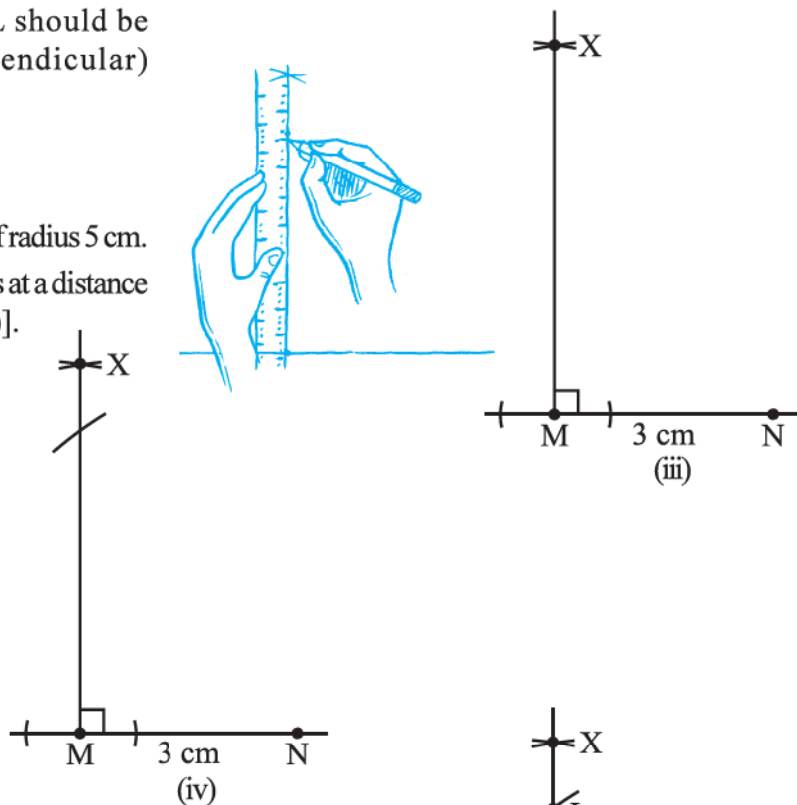 L should be
endicular)
f radius 5 cm.
s at a distance
)].
X
M 3 cm N
(iii)
X
M 3 cm N
(iv)
X